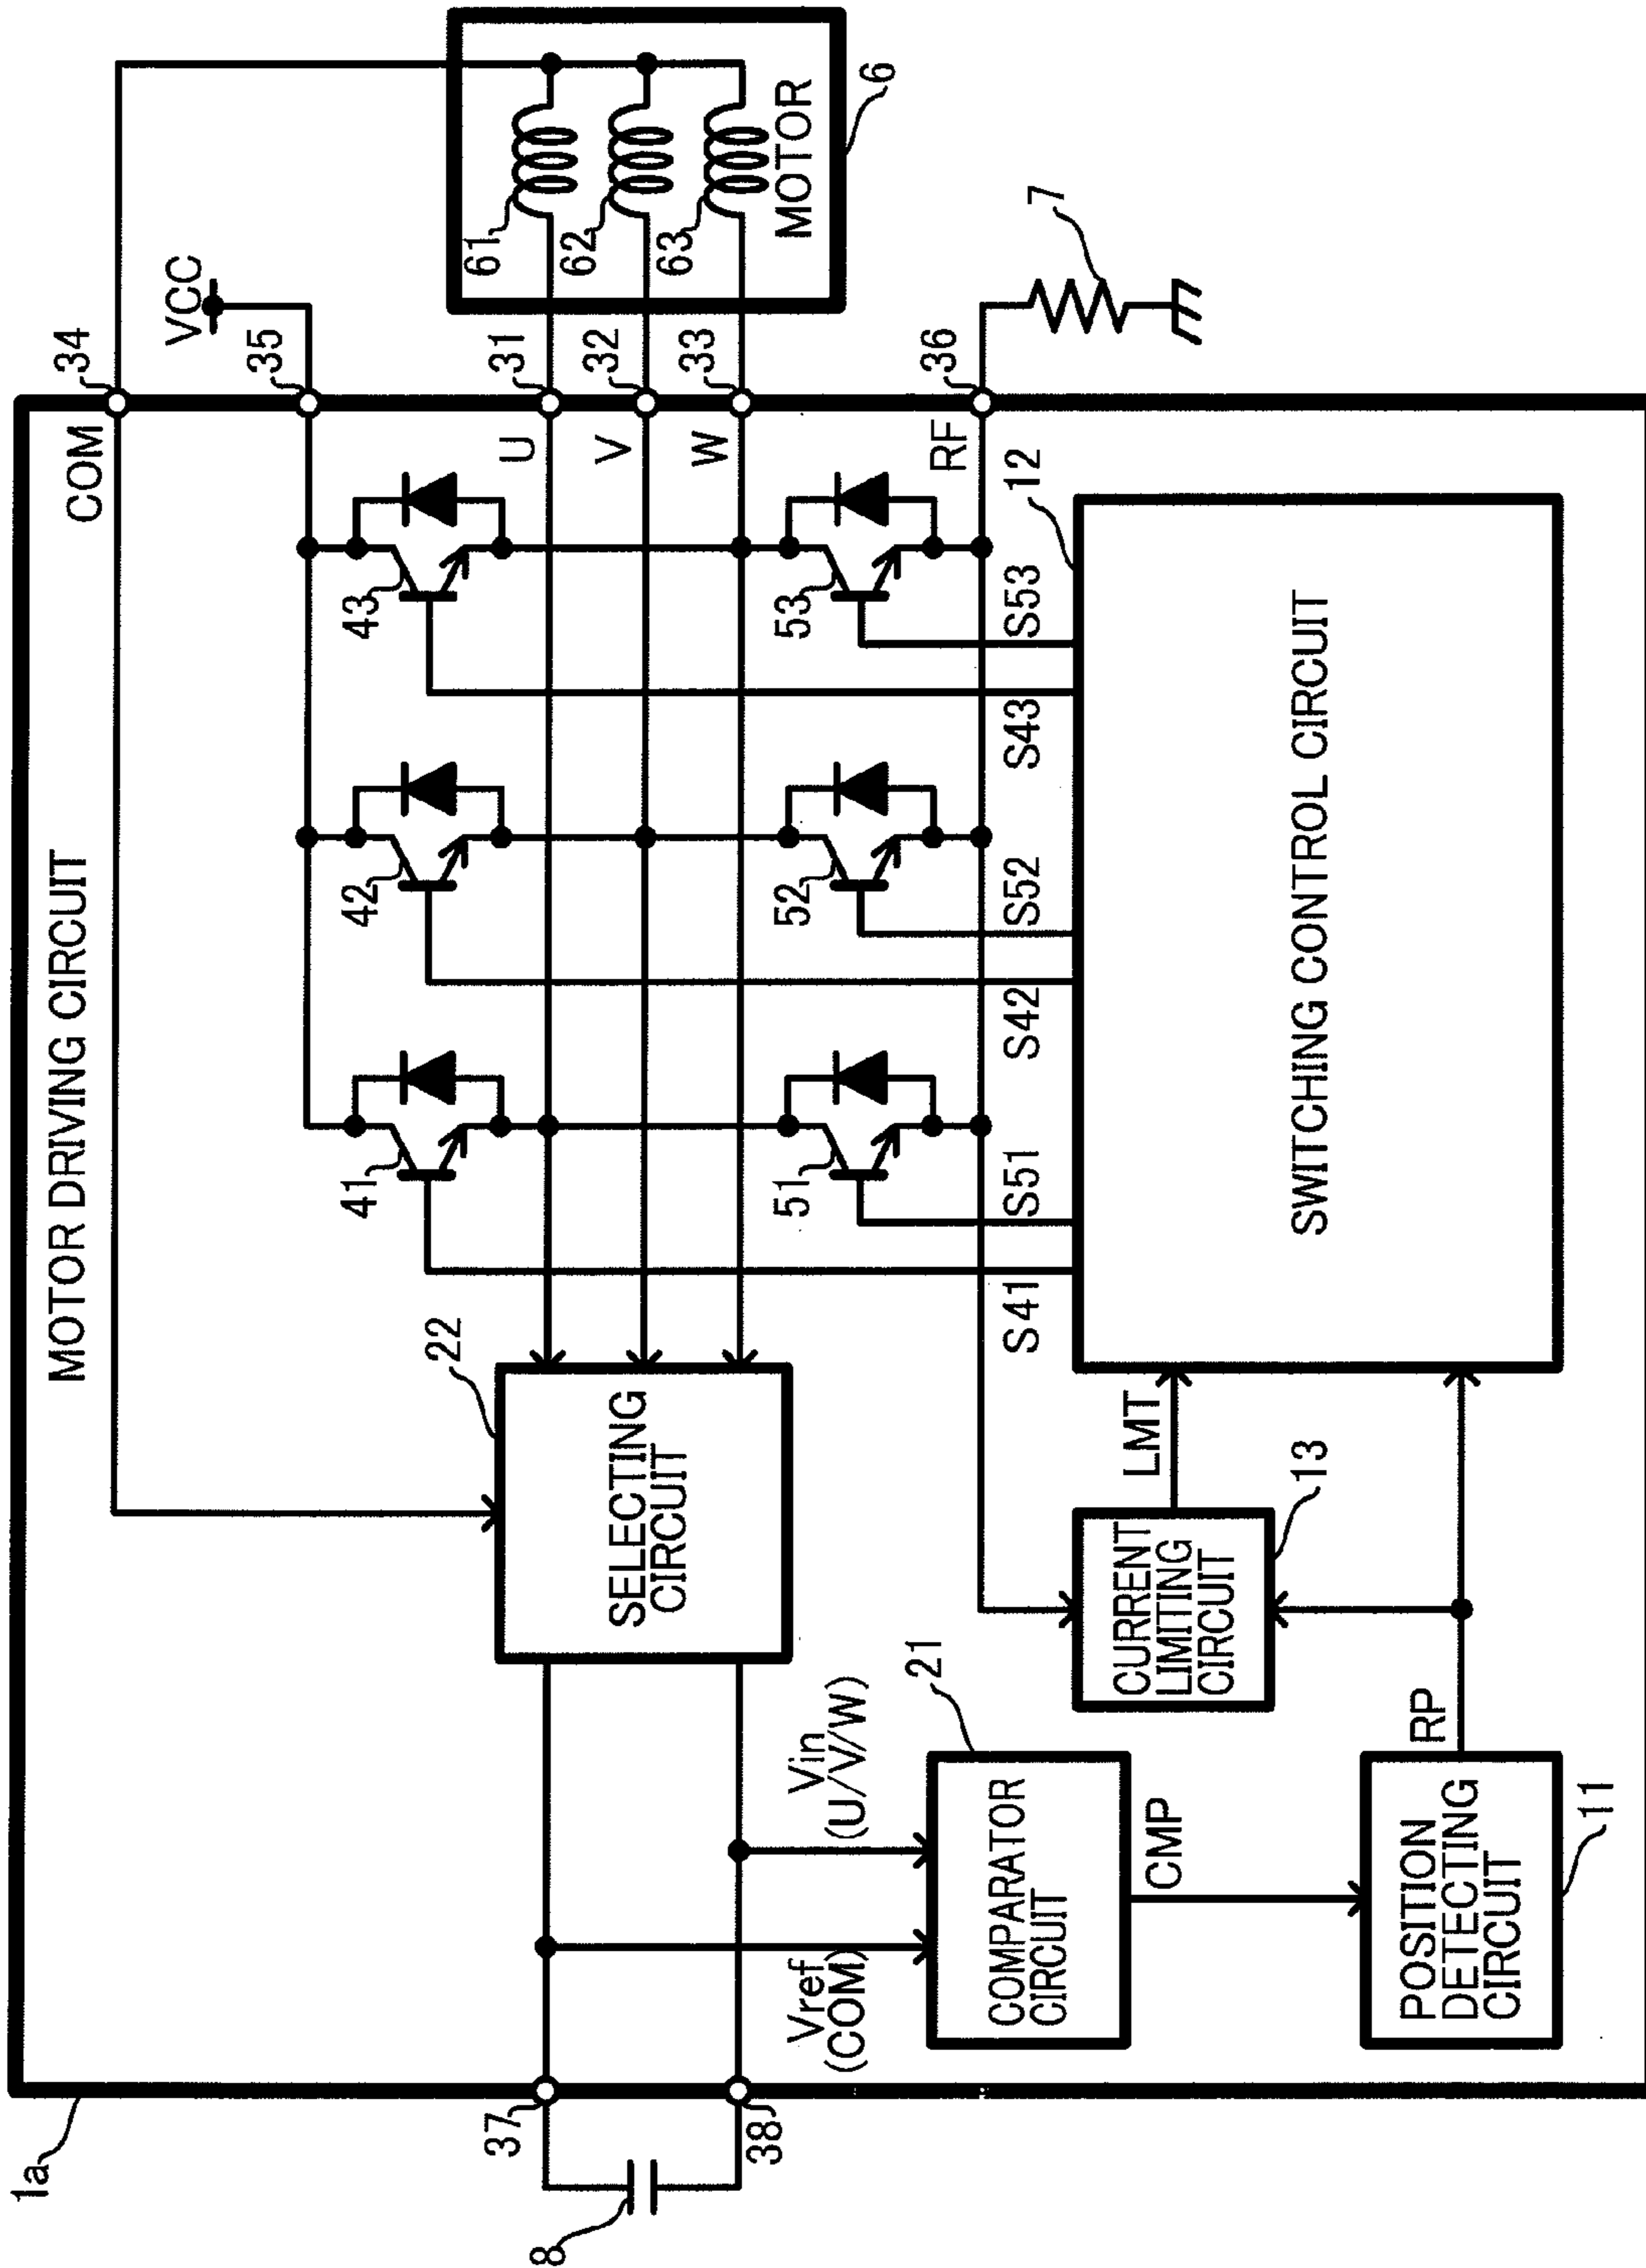 1a
MOTOR DRIVING CIRCUIT
COM
34
VCC
35
U
31
V
32
W
33
RF
36
61
62
63
MOTOR
6
7
41
42
43
51
52
53
S41
S51
S42
S52
S43
S53
12
SWITCHING CONTROL CIRCUIT
22
SELECTING
CIRCUIT
37
38
8
Vref
(COM)
Vin
(U/V/W)
21
COMPARATOR
CIRCUIT
CMP
POSITION
DETECTING
CIRCUIT
11
RP
CURRENT
LIMITING
CIRCUIT
13
LMT